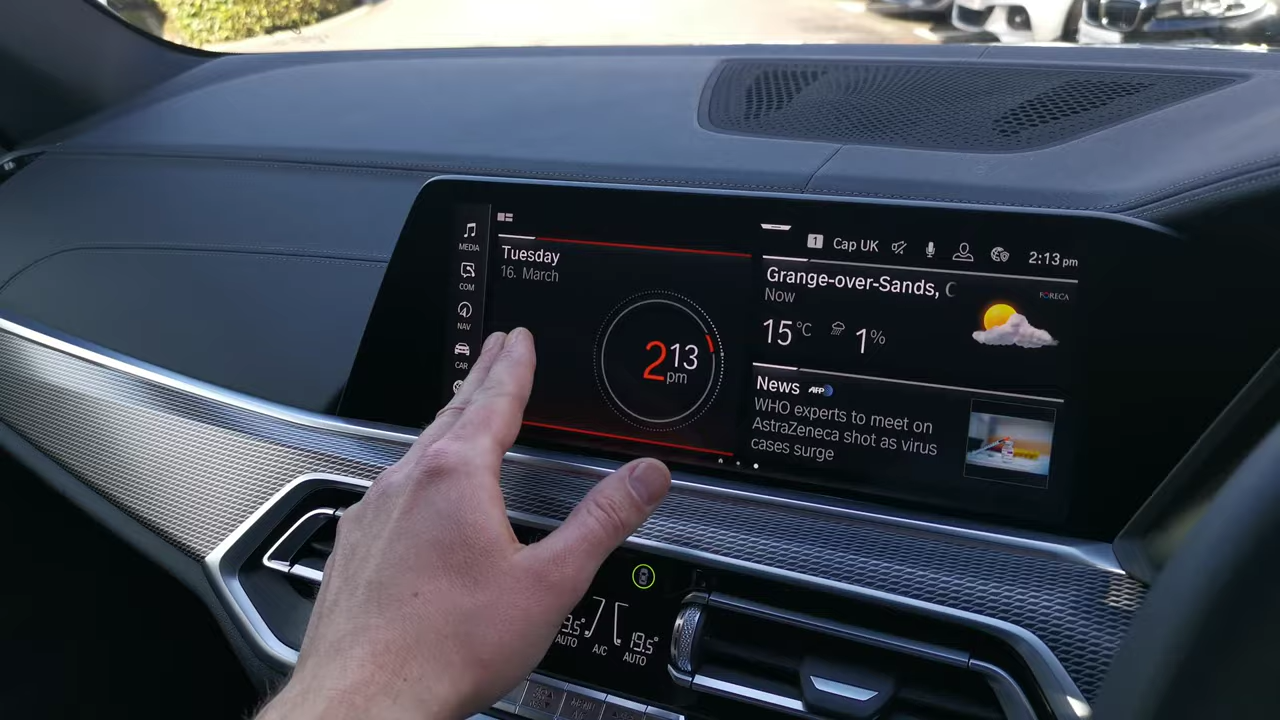 MEDIA
COM
NAV
CAR
1 Cap UK 2:13 pm
Tuesday
16. March
2 13
pm
Grange-over-Sands,
Now
FORECA
15°C 1%
News AFP
WHO experts to meet on
AstraZeneca shot as virus
cases surge
19.5°
AUTO A/C AUTO
MENU